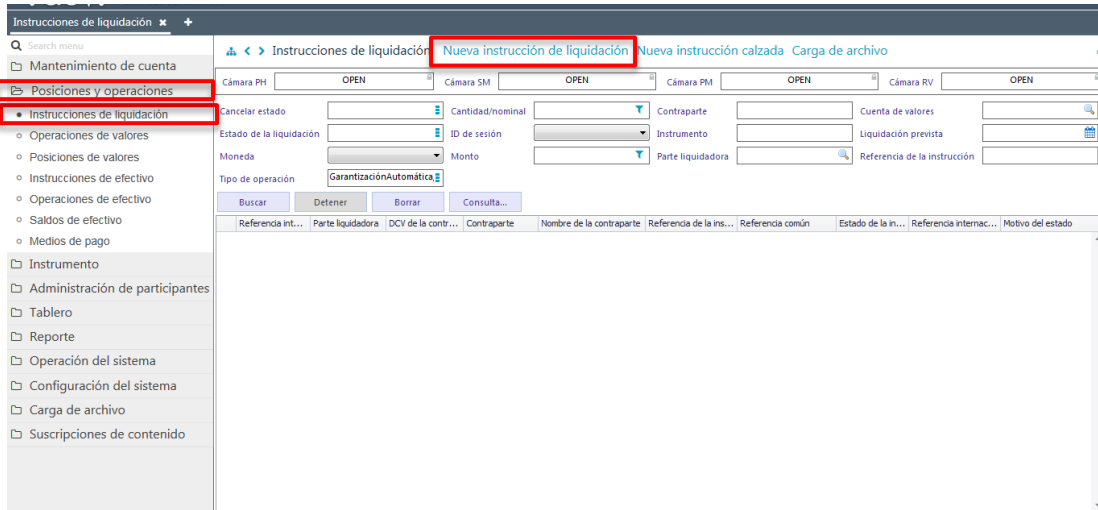 Instrucciones de liquidación × +
Search menu
Mantenimiento de cuenta
Posiciones y operaciones
Instrucciones de liquidación
Operaciones de valores
Posiciones de valores
Instrucciones de efectivo
Operaciones de efectivo
Saldos de efectivo
Medios de pago
Instrumento
Administración de participantes
Tablero
Reporte
Operación del sistema
Configuración del sistema
Carga de archivo
Suscripciones de contenido
Instrucciones de liquidación Nueva instrucción de liquidación Nueva instrucción calzada Carga de archivo
Cámara PH OPEN Cámara SM OPEN Cámara PM OPEN Cámara RV OPEN
Cancelar estado Cantidad/nominal Contraparte Cuenta de valores
Estado de la liquidación ID de sesión Instrumento Liquidación prevista
Moneda Monto Parte liquidadora Referencia de la instrucción
Tipo de operación GarantizaciónAutomática,
Buscar Detener Borrar Consulta...
Referencia int... Parte liquidadora DCV de la contr... Contraparte Nombre de la contraparte Referencia de la ins... Referencia común Estado de la in... Referencia internac... Motivo del estado